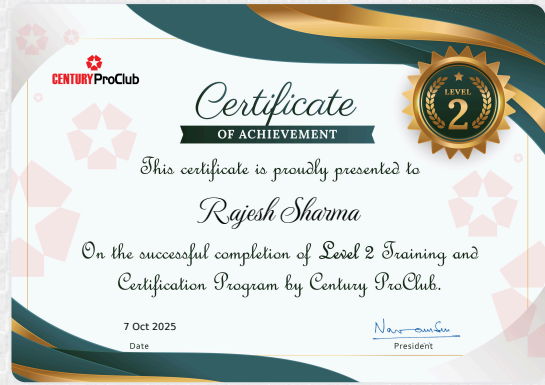 CENTURY ProClub
Certificate
OF ACHIEVEMENT
LEVEL
2
This certificate is proudly presented to
Rajesh Sharma
On the successful completion of Level 2 Training and
Certification Program by Century ProClub.
7 Oct 2025
Date
President